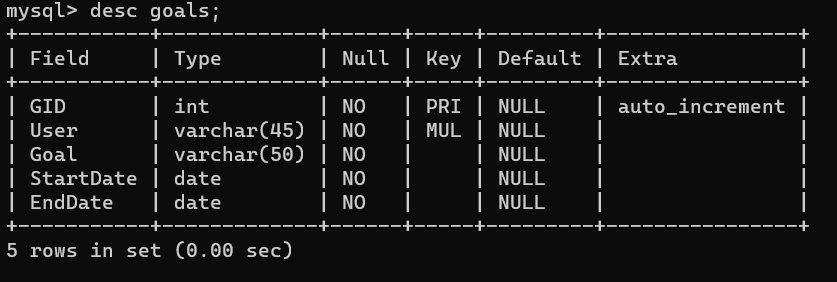 mysql> desc goals;
+-----------+-------------+------+-----+---------+----------------+
| Field     | Type        | Null | Key | Default | Extra          |
+-----------+-------------+------+-----+---------+----------------+
| GID       | int         | NO   | PRI | NULL    | auto_increment |
| User      | varchar(45) | NO   | MUL | NULL    |                |
| Goal      | varchar(50) | NO   |     | NULL    |                |
| StartDate | date        | NO   |     | NULL    |                |
| EndDate   | date        | NO   |     | NULL    |                |
+-----------+-------------+------+-----+---------+----------------+
5 rows in set (0.00 sec)